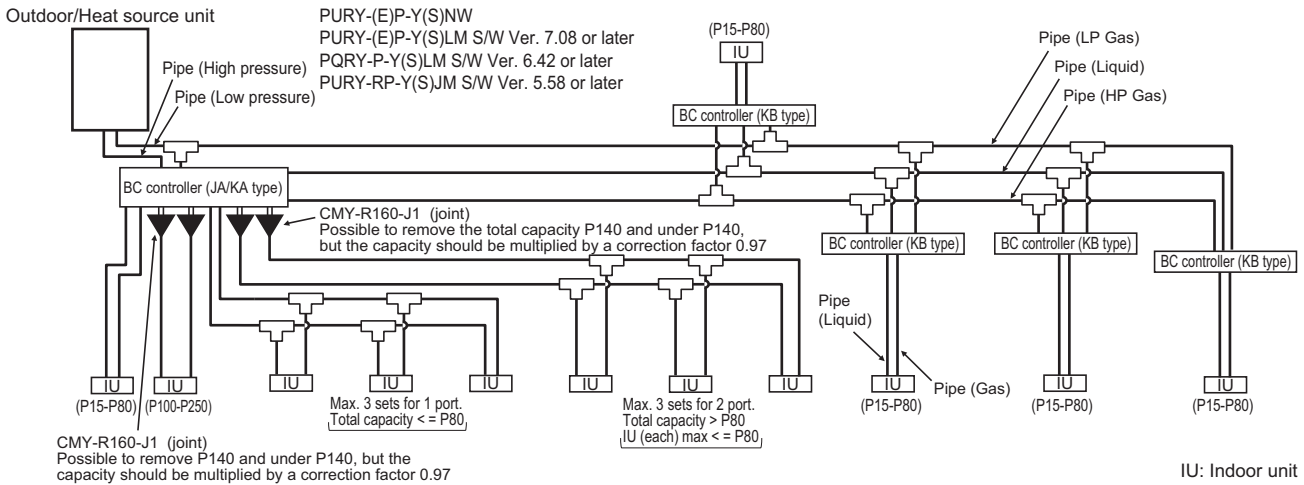 Outdoor/Heat source unit
PURY-(E)P-Y(S)NW
PURY-(E)P-Y(S)LM S/W Ver. 7.08 or later
PQRY-P-Y(S)LM S/W Ver. 6.42 or later
PURY-RP-Y(S)JM S/W Ver. 5.58 or later
Pipe (High pressure)
Pipe (Low pressure)
(P15-P80)
IU
BC controller (KB type)
Pipe (LP Gas)
Pipe (Liquid)
Pipe (HP Gas)
BC controller (JA/KA type)
CMY-R160-J1 (joint)
Possible to remove the total capacity P140 and under P140,
but the capacity should be multiplied by a correction factor 0.97
BC controller (KB type)
BC controller (KB type)
BC controller (KB type)
Pipe
(Liquid)
Pipe (Gas)
IU
(P15-P80)
IU
(P100-P250)
IU
IU
IU
Max. 3 sets for 1 port.
Total capacity < = P80
IU
IU
IU
Max. 3 sets for 2 port.
Total capacity > P80
IU (each) max < = P80
IU
(P15-P80)
IU
(P15-P80)
IU
(P15-P80)
CMY-R160-J1 (joint)
Possible to remove P140 and under P140, but the
capacity should be multiplied by a correction factor 0.97
IU: Indoor unit